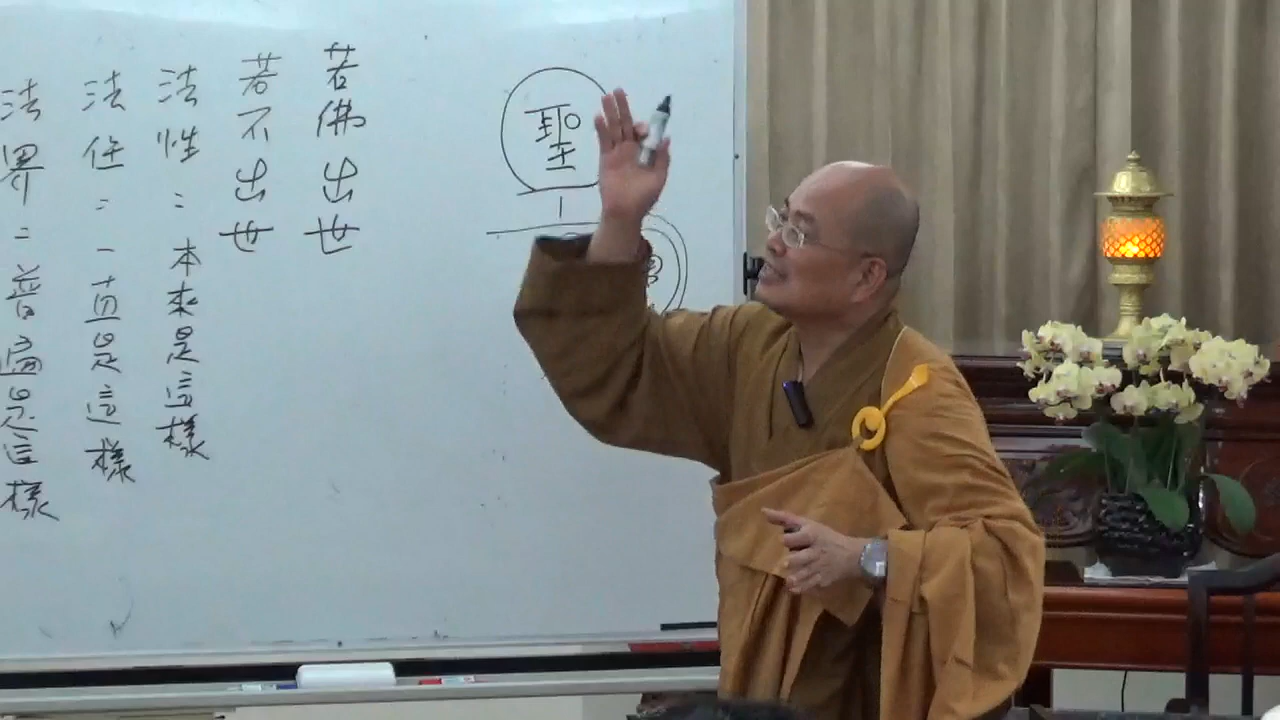 若佛出世
若不出世
法性：本來是這樣
法住：一直是這樣
法界：普遍是這樣
聖